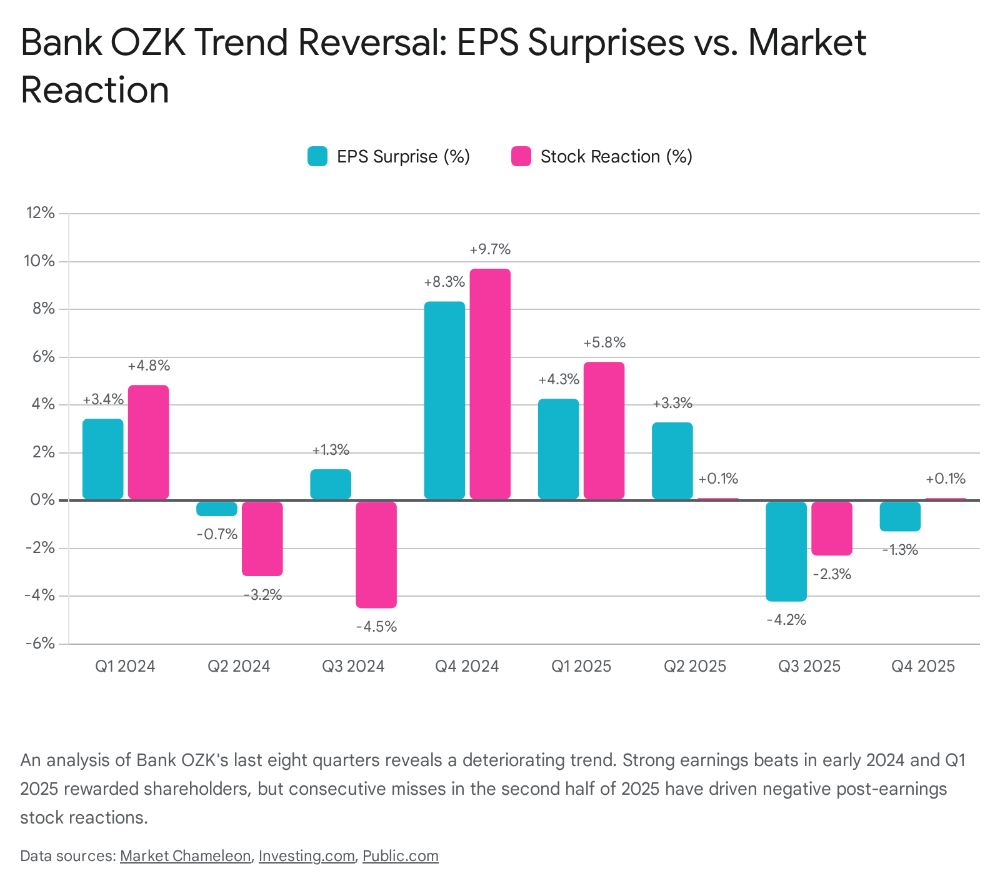 Bank OZK Trend Reversal: EPS Surprises vs. Market
Reaction
EPS Surprise (%)
Stock Reaction (%)
12%
10%
8%
6%
4%
2%
0%
-2%
-4%
-6%
+3.4%
+4.8%
-0.7%
-3.2%
+1.3%
-4.5%
+8.3%
+9.7%
+4.3%
+5.8%
+3.3%
+0.1%
-4.2%
-2.3%
-1.3%
+0.1%
Q1 2024
Q2 2024
Q3 2024
Q4 2024
Q1 2025
Q2 2025
Q3 2025
Q4 2025
An analysis of Bank OZK's last eight quarters reveals a deteriorating trend. Strong earnings beats in early 2024 and Q1
2025 rewarded shareholders, but consecutive misses in the second half of 2025 have driven negative post-earnings
stock reactions.
Data sources: Market Chameleon, Investing.com, Public.com